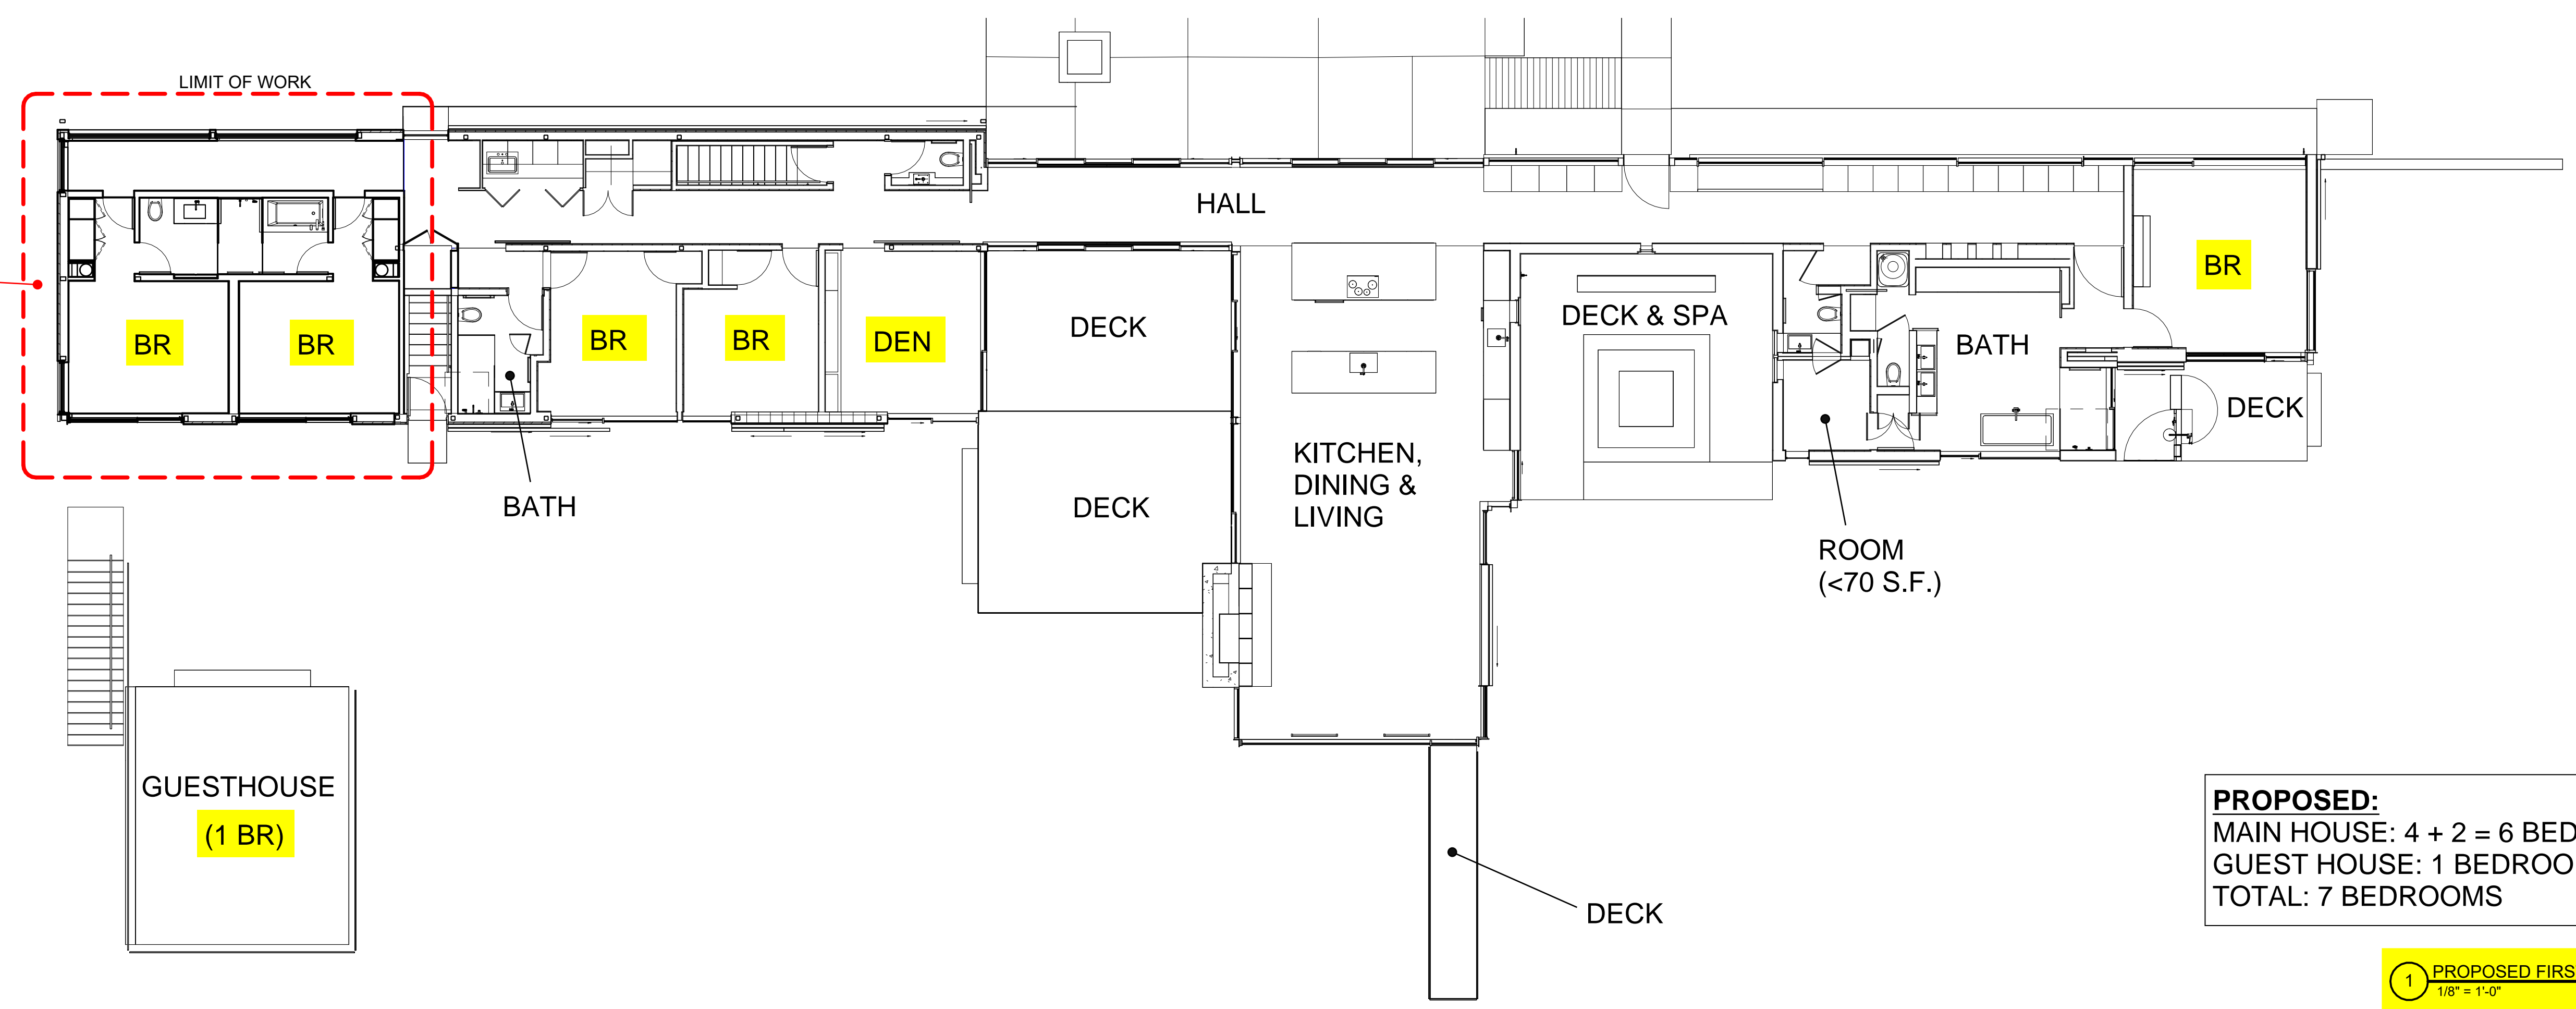 LIMIT OF WORK
HALL
BR
BR
BR
BR
BR
DEN
DECK
DECK & SPA
BATH
DECK
KITCHEN,
DINING &
LIVING
BATH
DECK
ROOM
(<70 S.F.)
GUESTHOUSE
(1 BR)
DECK
PROPOSED:
MAIN HOUSE: 4 + 2 = 6 BED
GUEST HOUSE: 1 BEDROO
TOTAL: 7 BEDROOMS
1
PROPOSED FIRS
1/8" = 1'-0"